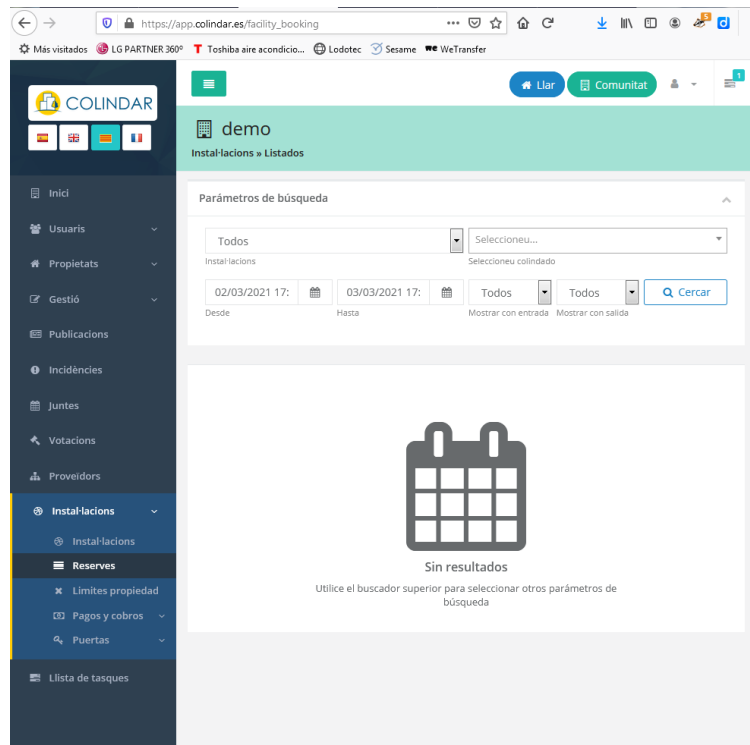 https://app.colindar.es/facility_booking
Más visitados LG PARTNER 360º Toshiba aire acondicio... Lodotec Sesame WeTransfer
COLINDAR
Llar Comunitat 1
demo
Instal·lacions » Listados
Inici
Usuaris
Propietats
Gestió
Publicacions
Incidències
Juntes
Votacions
Proveïdors
Instal·lacions
Instal·lacions
Reserves
Limites propiedad
Pagos y cobros
Puertas
Llista de tasques
Parámetros de búsqueda
Todos Seleccioneu...
Instal·lacions Seleccioneu colindado
02/03/2021 17: 03/03/2021 17: Todos Todos Cercar
Desde Hasta Mostrar con entrada Mostrar con salida
Sin resultados
Utilice el buscador superior para seleccionar otros parámetros de
búsqueda